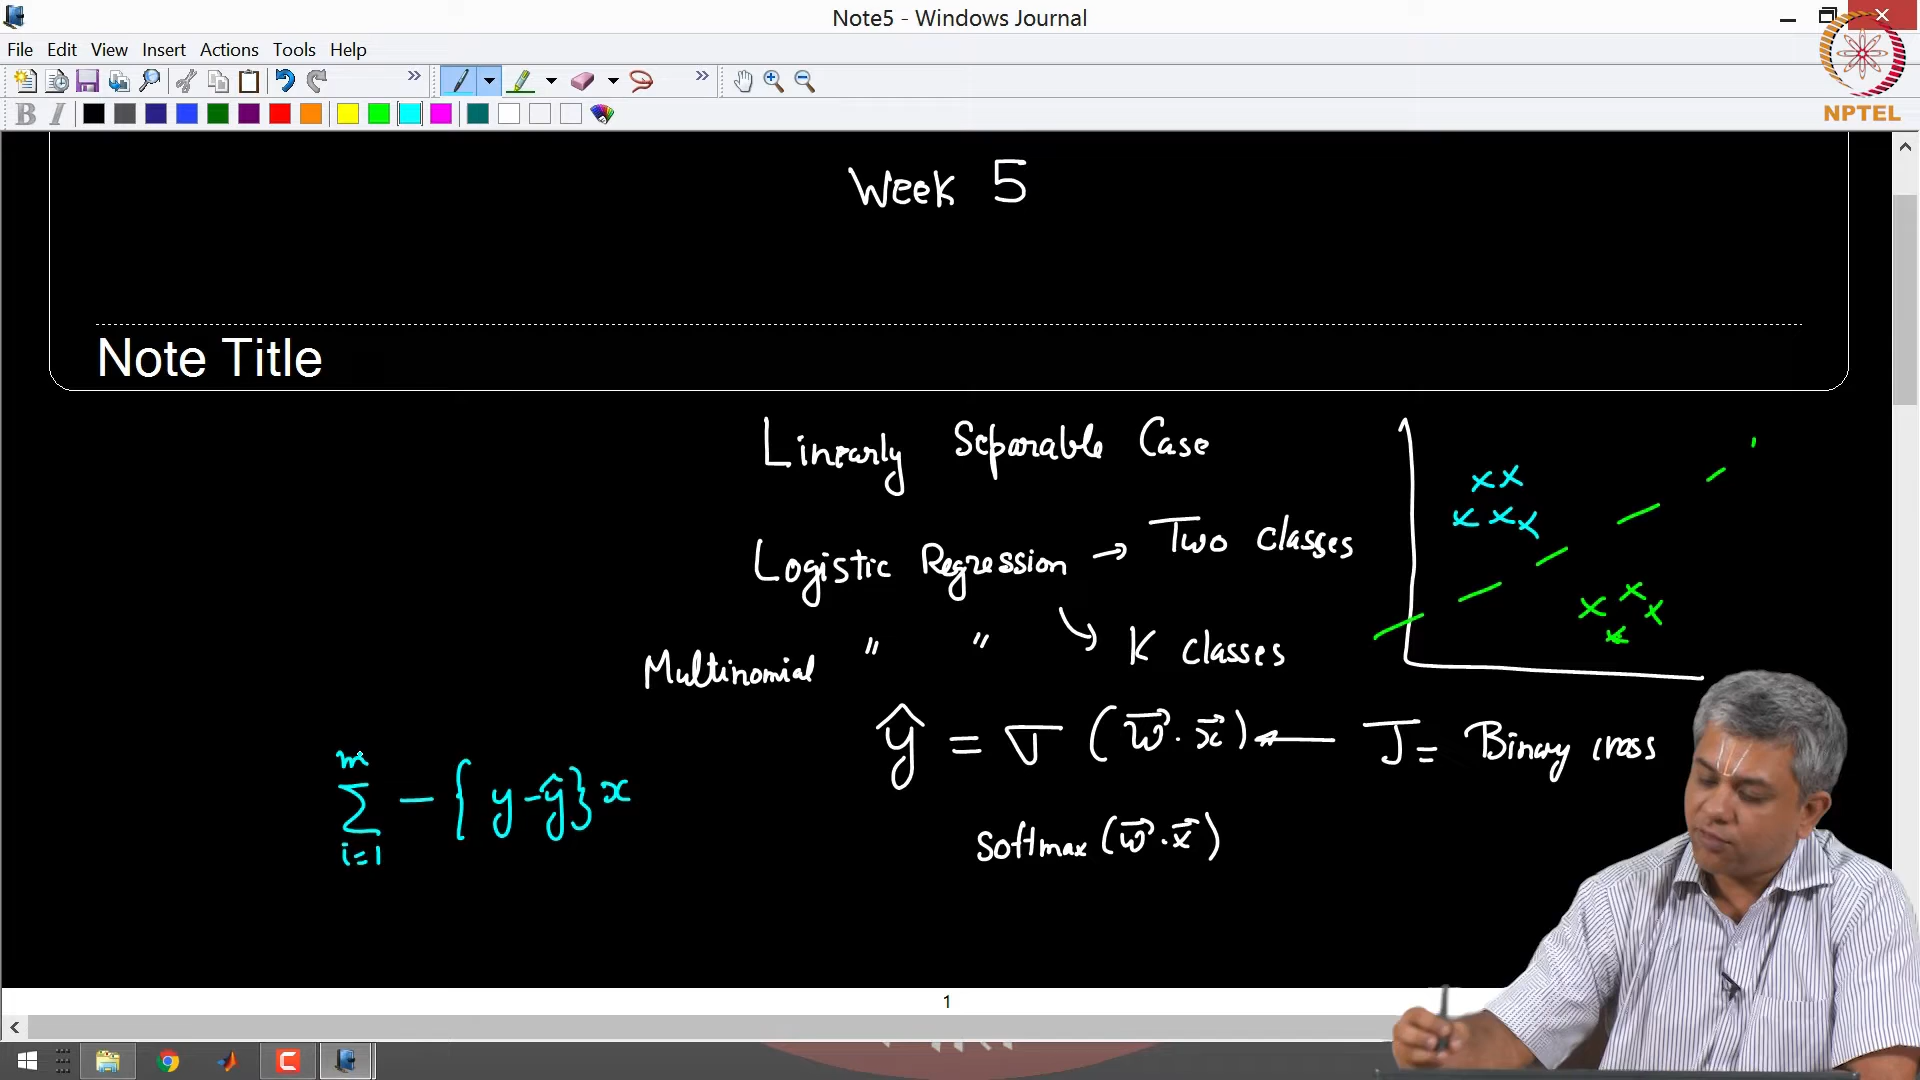 Note5 - Windows Journal
File Edit View Insert Actions Tools Help
NPTEL
Week 5
Note Title
Linearly Separable Case
Logistic Regression → Two classes
Multinomial " " ↘ K classes
ŷ = σ (w⃗ . x⃗) ← J = Binary cross
m
∑ - { y - ŷ } x
i=1
softmax (w⃗ . x⃗)
1